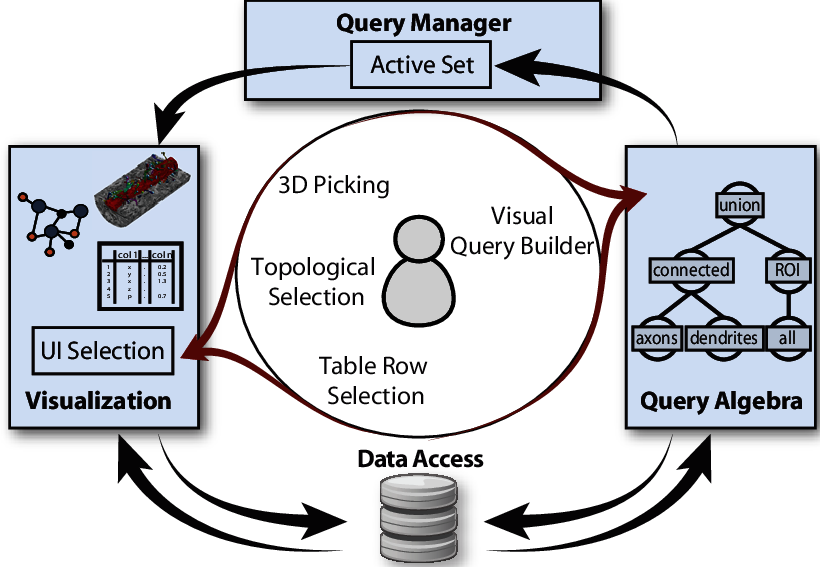 Query Manager
Active Set
3D Picking
Visual
Query Builder
Topological
Selection
Table Row
Selection
col 1 ... col n
1 x . 0.2
2 y . 0.5
3 x . 1.3
4 z .
5 p . 0.7
UI Selection
Visualization
union
connected ROI
axons dendrites all
Query Algebra
Data Access